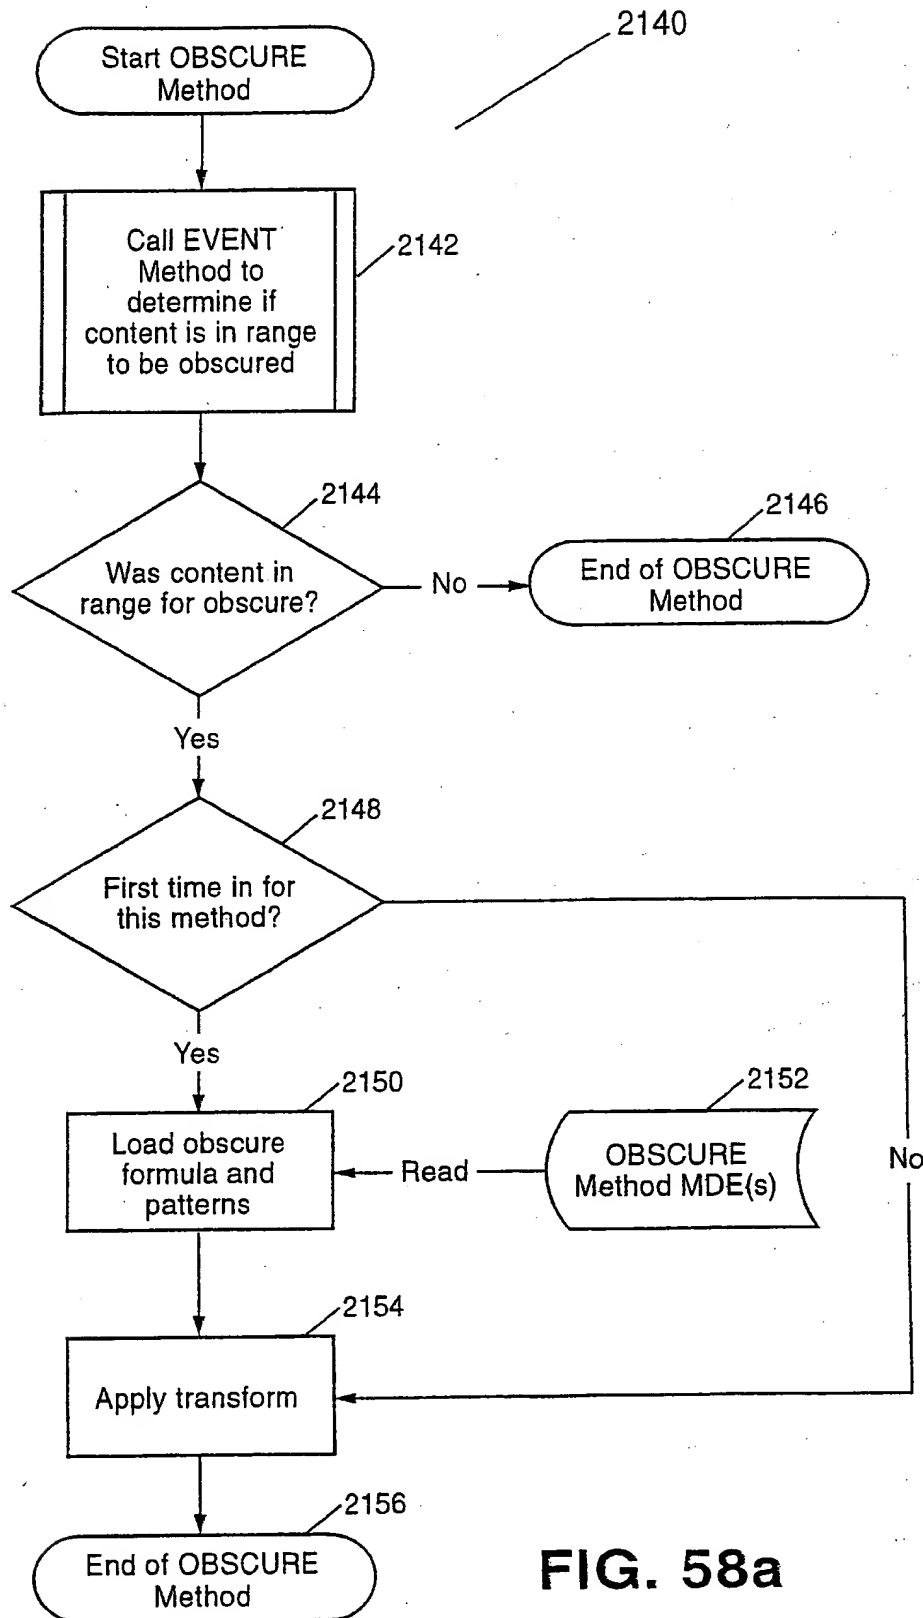 2140
Start OBSCURE
Method
Call EVENT
Method to
determine if
content is in range
to be obscured
2142
2144
Was content in
range for obscure?
No
2146
End of OBSCURE
Method
Yes
2148
First time in for
this method?
Yes
No
2150
Load obscure
formula and
patterns
Read
2152
OBSCURE
Method MDE(s)
2154
Apply transform
2156
End of OBSCURE
Method
FIG. 58a